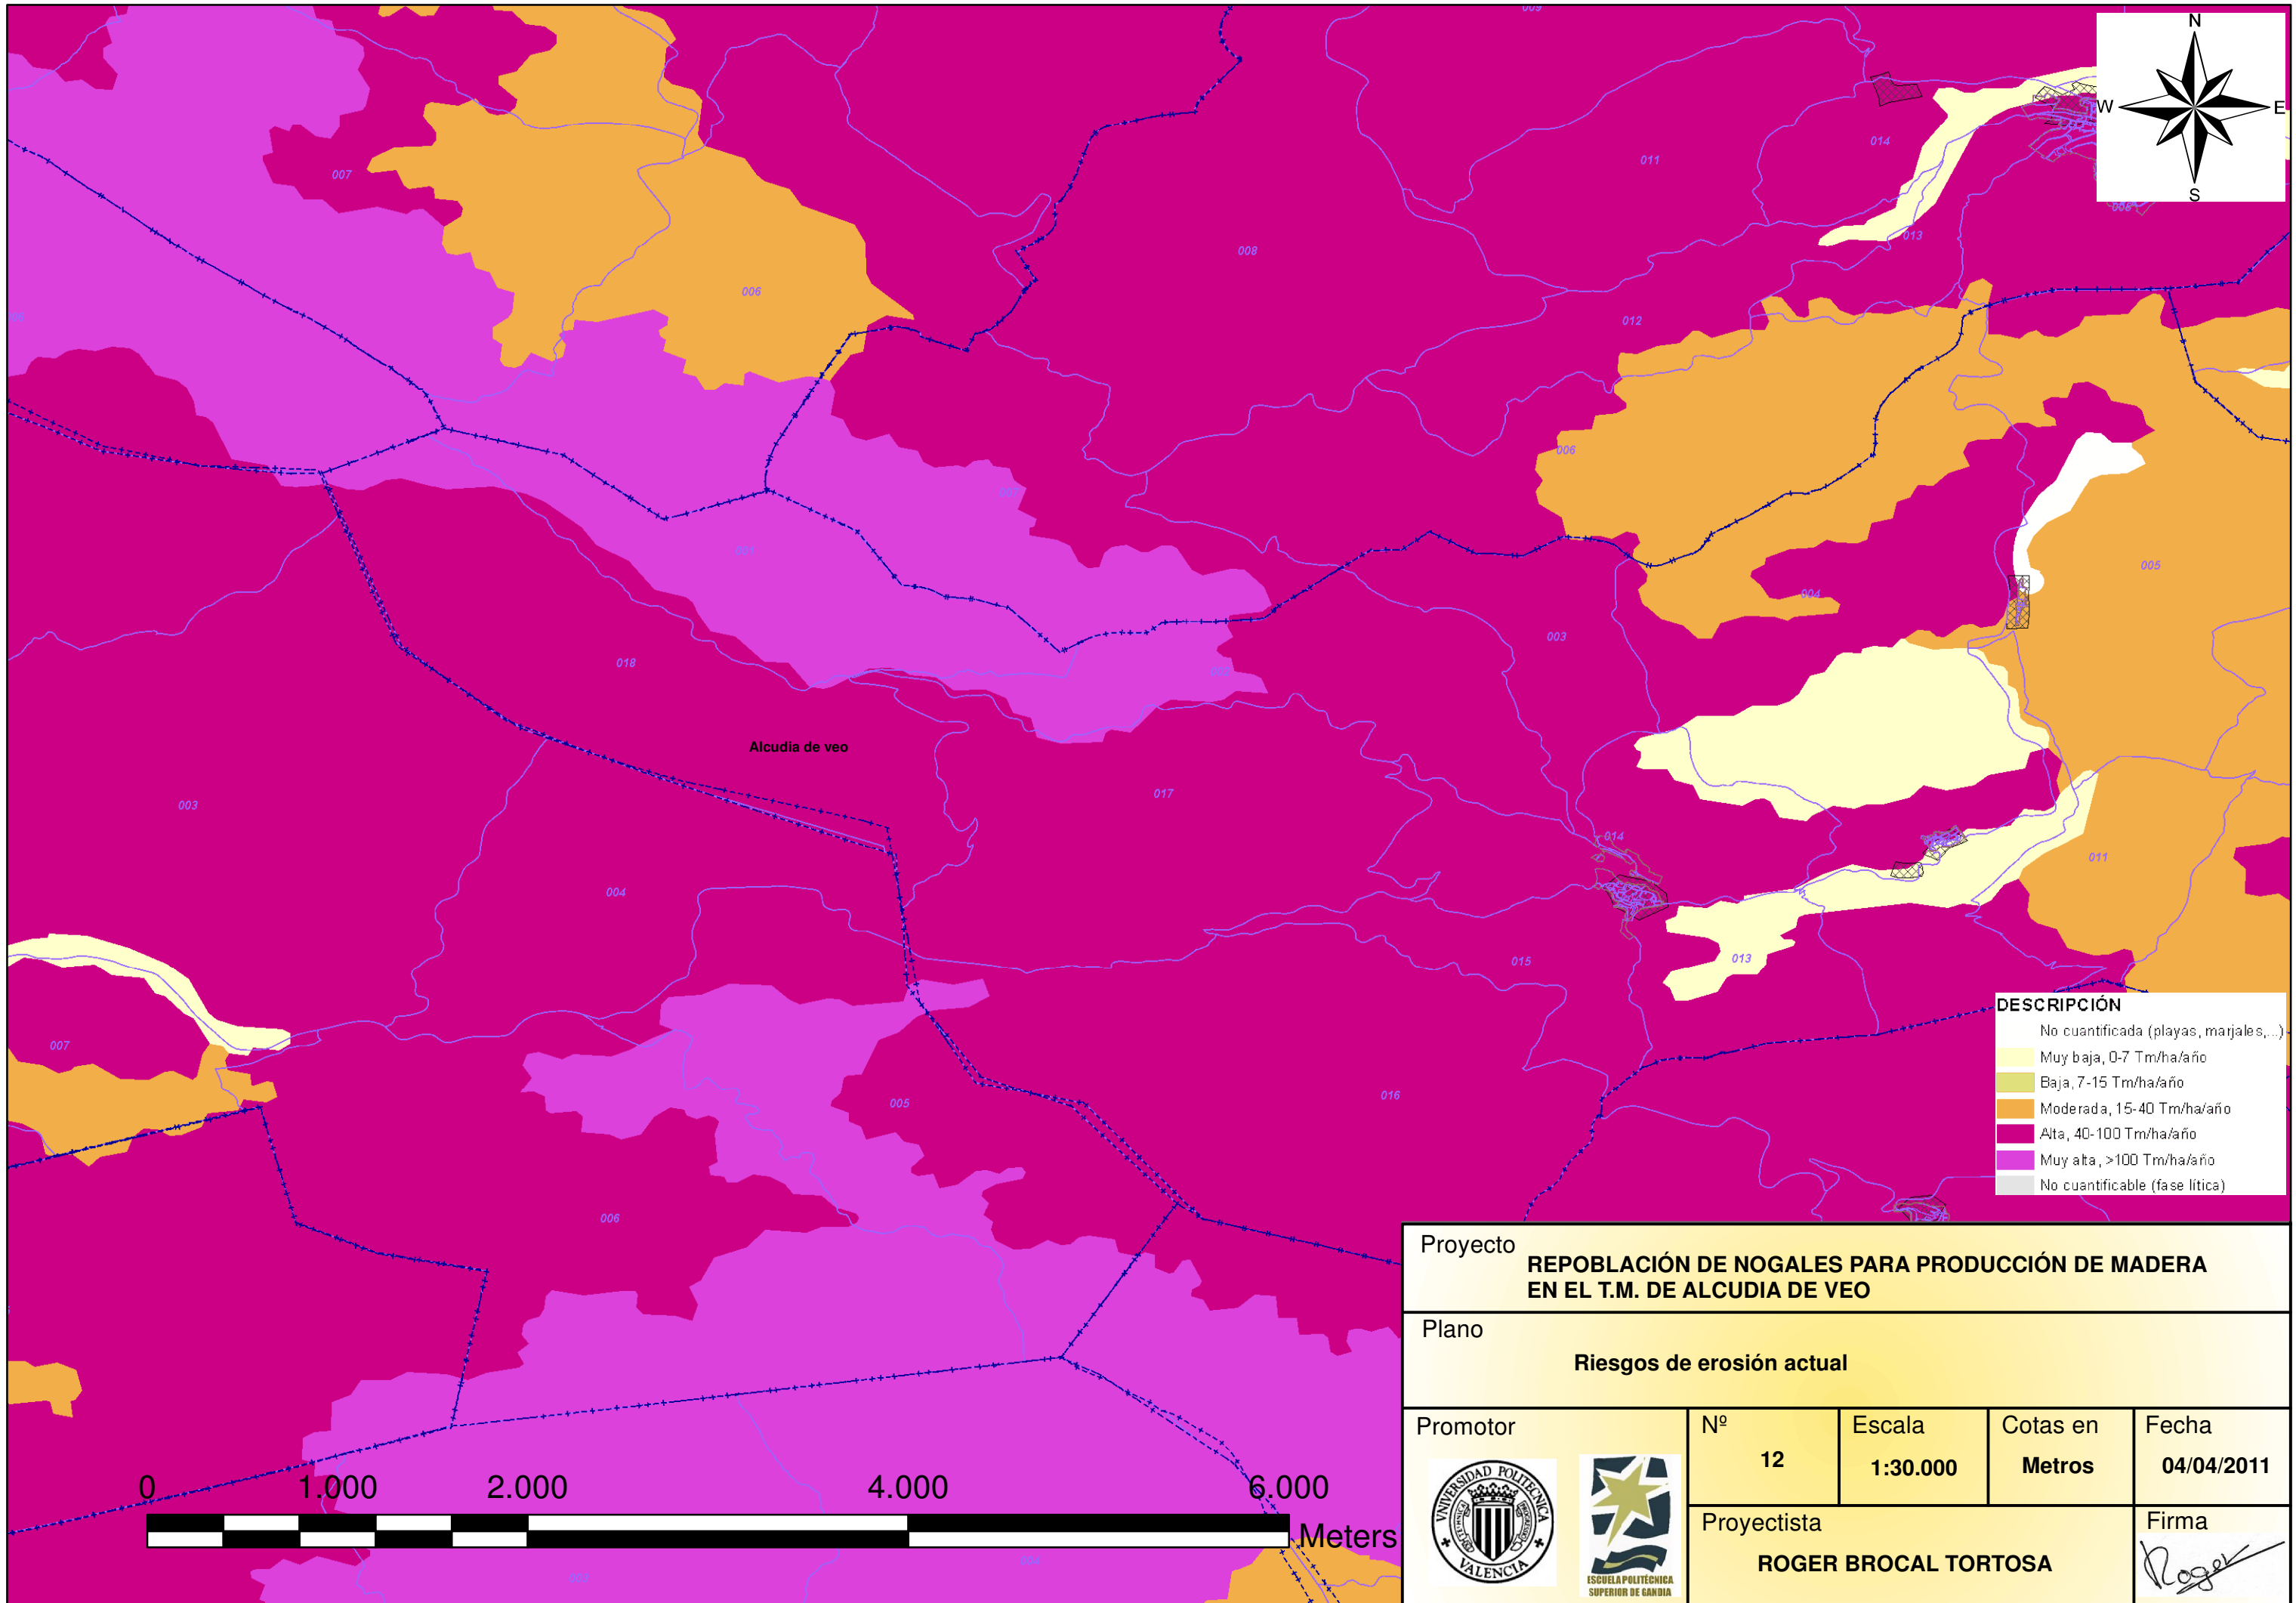 009
N
W
E
S
014
011
007
013
008
006
012
006
007
007
005
004
003
018
003
Alcudia de veo
003
017
014
011
004
013
015
007
005
016
006
DESCRIPCIÓN
No cuantificada (playas, marjales,...)
Muy baja, 0-7 Tm/ha/año
Baja, 7-15 Tm/ha/año
Moderada, 15-40 Tm/ha/año
Alta, 40-100 Tm/ha/año
Muy alta, >100 Tm/ha/año
No cuantificable (fase lítica)
0 1.000 2.000 4.000 6.000
Meters
Proyecto
REPOBLACIÓN DE NOGALES PARA PRODUCCIÓN DE MADERA
EN EL T.M. DE ALCUDIA DE VEO
Plano
Riesgos de erosión actual
Promotor
UNIVERSIDAD POLITECNICA
VALENCIA
ESCUELA POLITÉCNICA
SUPERIOR DE GANDIA
Nº
12
Escala
1:30.000
Cotas en
Metros
Fecha
04/04/2011
Proyectista
ROGER BROCAL TORTOSA
Firma
Roger